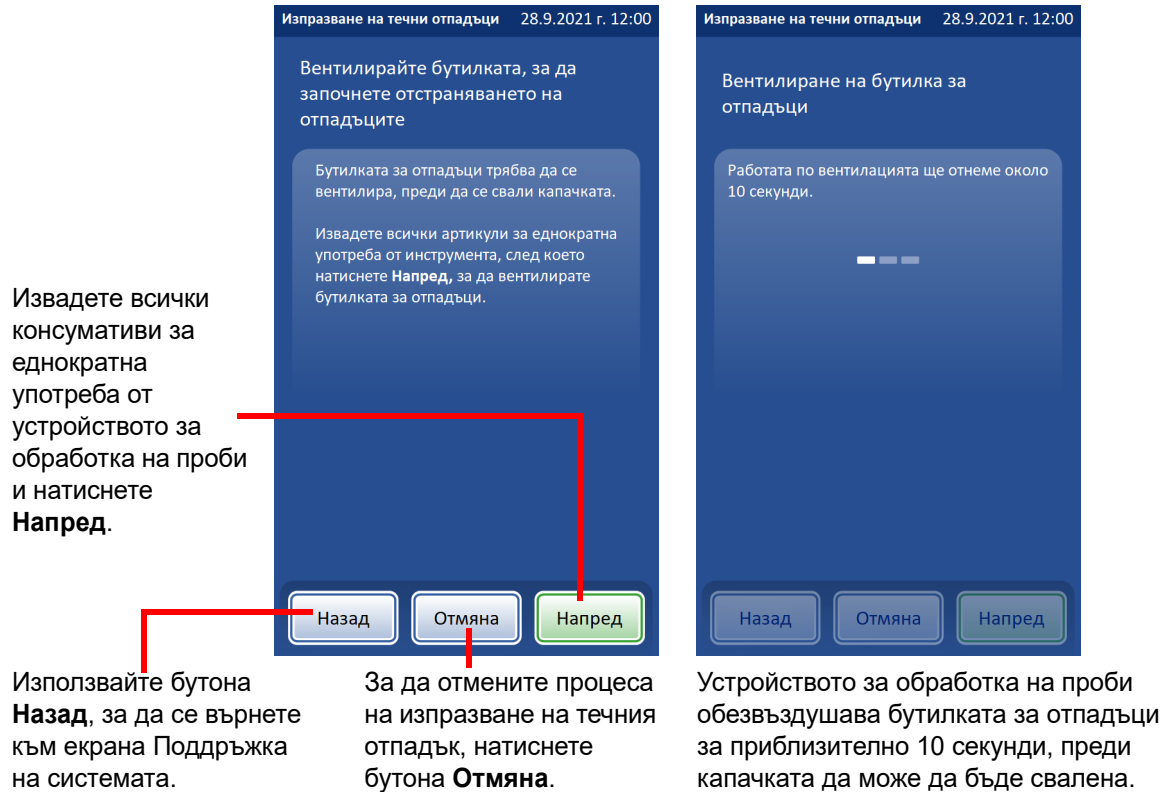 Изпразване на течни отпадъци 28.9.2021 г. 12:00
Вентилирайте бутилката, за да
започнете отстраняването на
отпадъците
Бутилката за отпадъци трябва да се
вентилира, преди да се свали капачката.
Извадете всички артикули за еднократна
употреба от инструмента, след което
натиснете Напред, за да вентилирате
бутилката за отпадъци.
Назад Отмяна Напред
Изпразване на течни отпадъци 28.9.2021 г. 12:00
Вентилиране на бутилка за
отпадъци
Работата по вентилацията ще отнеме около
10 секунди.
Назад Отмяна Напред
Извадете всички
консумативи за
еднократна
употреба от
устройството за
обработка на проби
и натиснете
Напред.
Използвайте бутона
Назад, за да се върнете
към екрана Поддръжка
на системата.
За да отмените процеса
на изпразване на течния
отпадък, натиснете
бутона Отмяна.
Устройството за обработка на проби
обезвъздушава бутилката за отпадъци
за приблизително 10 секунди, преди
капачката да може да бъде свалена.